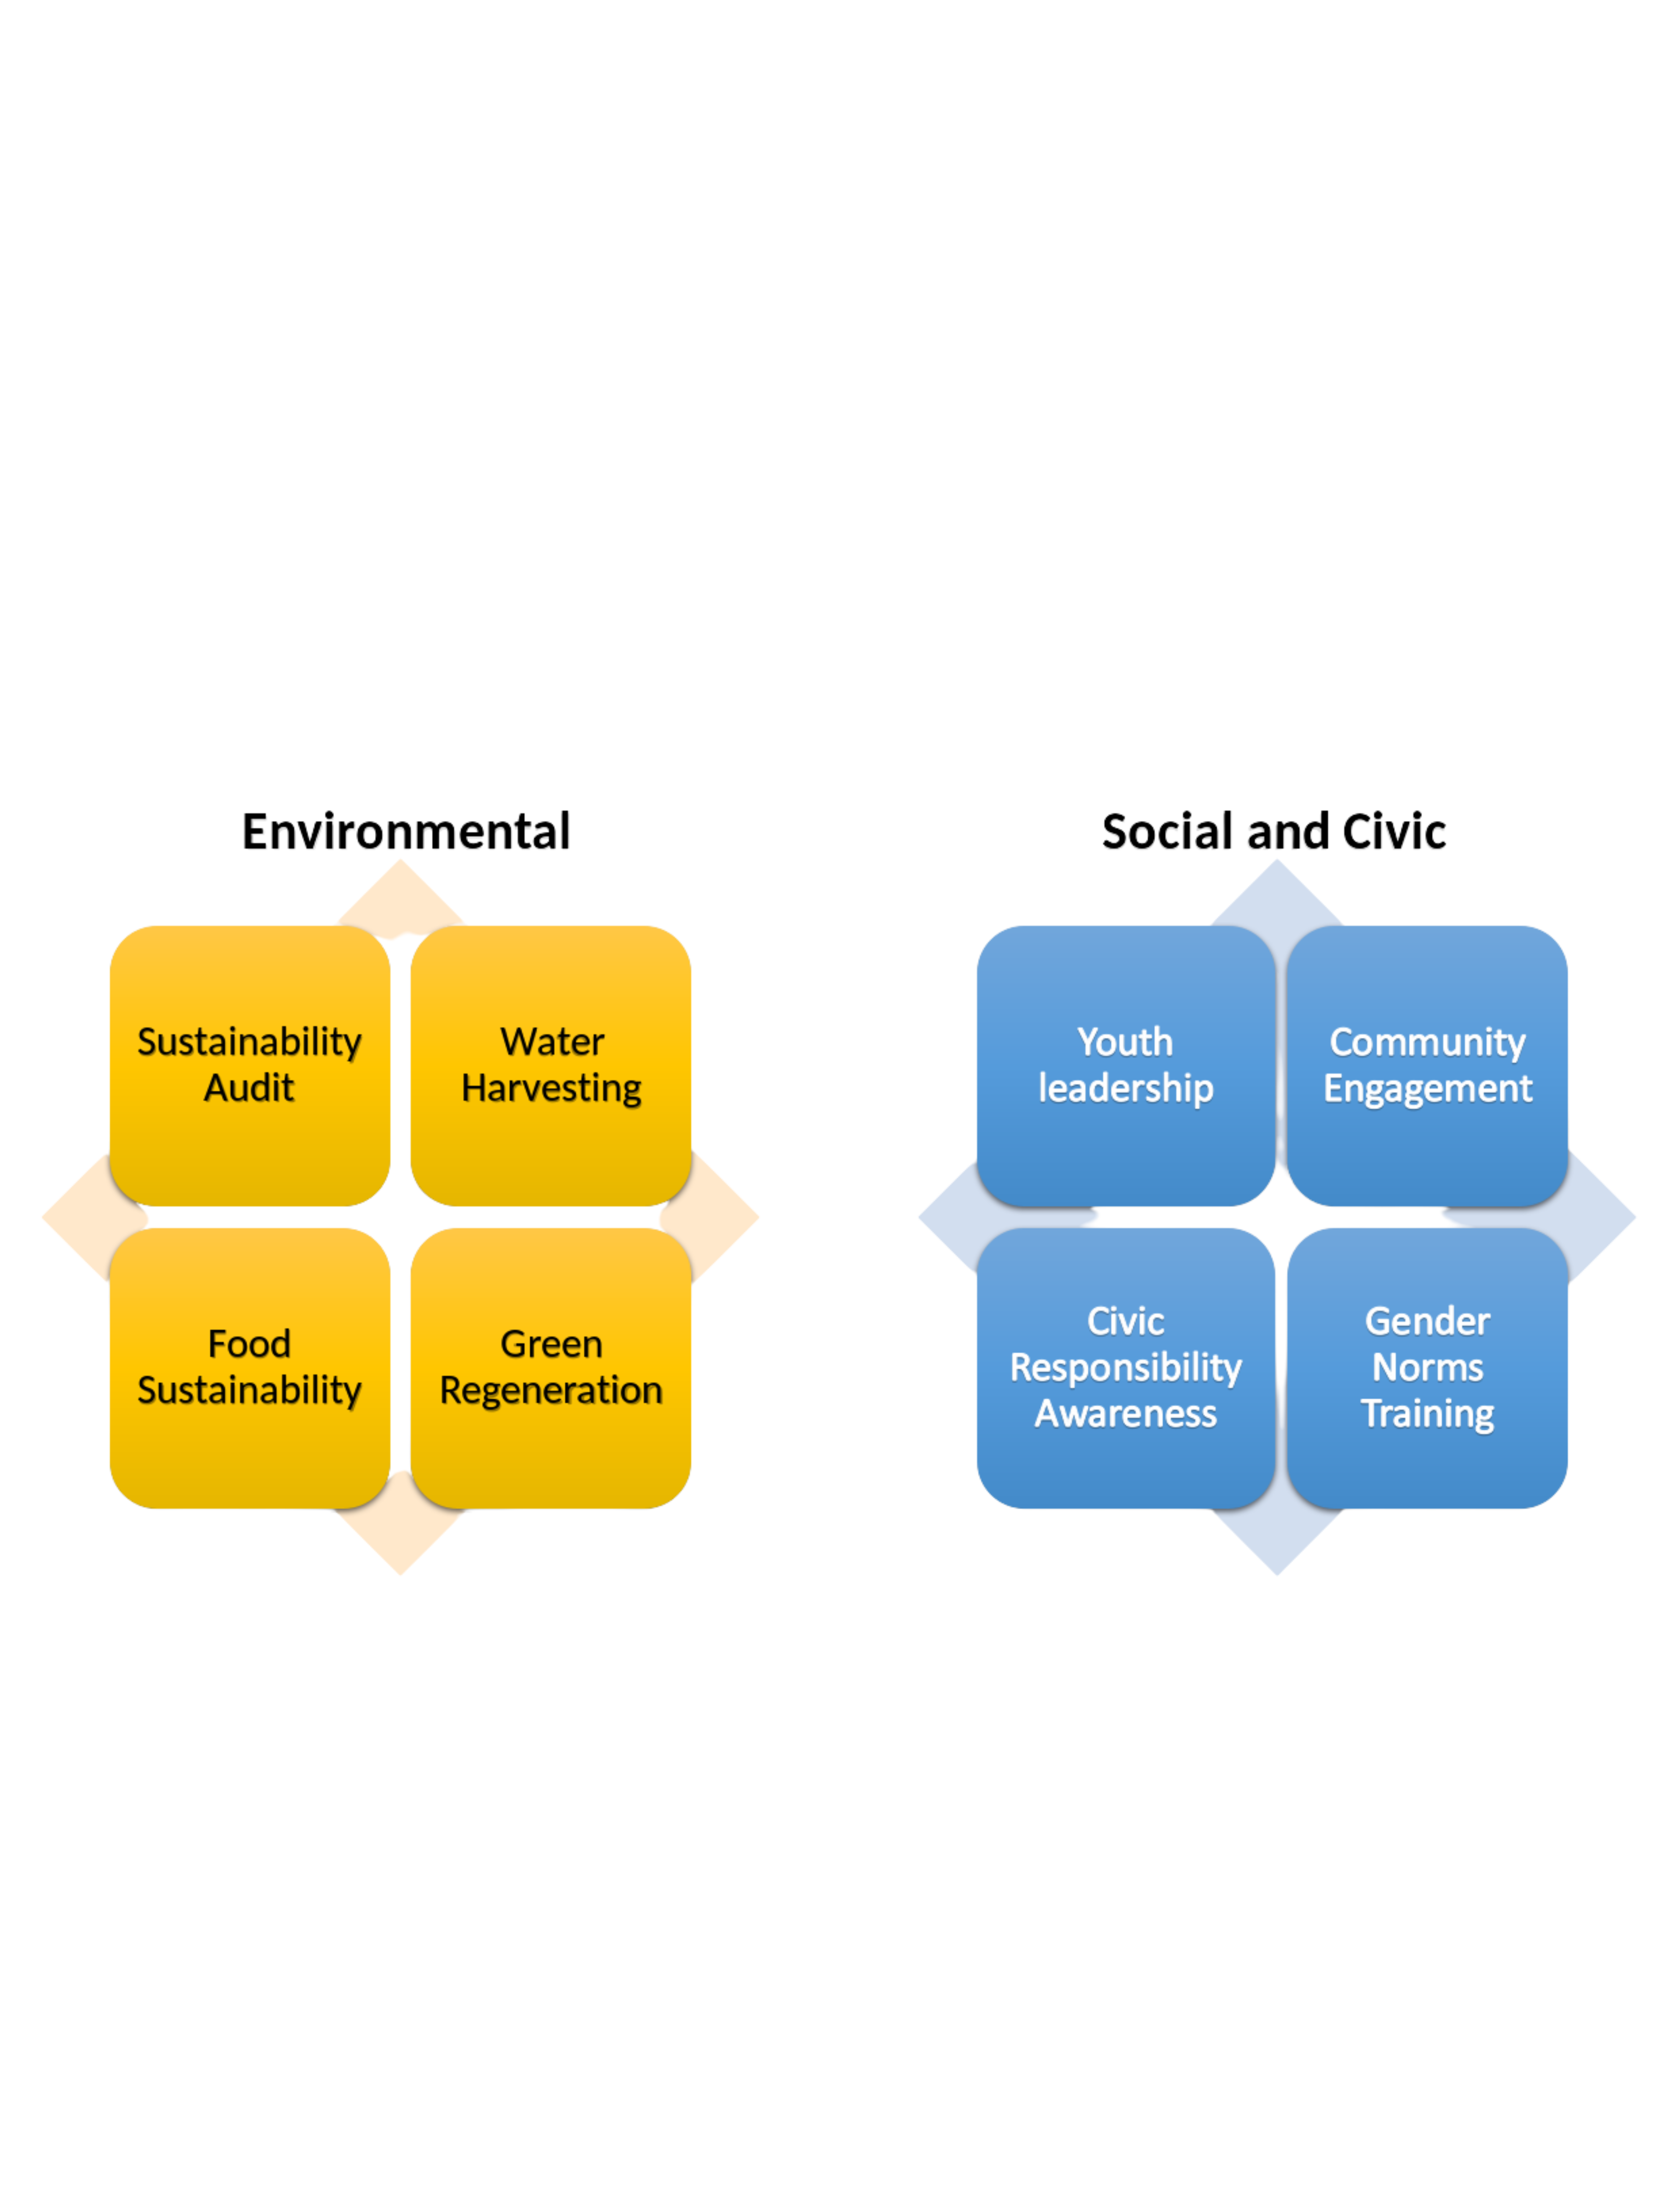 Environmental
Sustainability
Audit
Water
Harvesting
Food
Sustainability
Green
Regeneration
Social and Civic
Youth
leadership
Community
Engagement
Civic
Responsibility
Awareness
Gender
Norms
Training